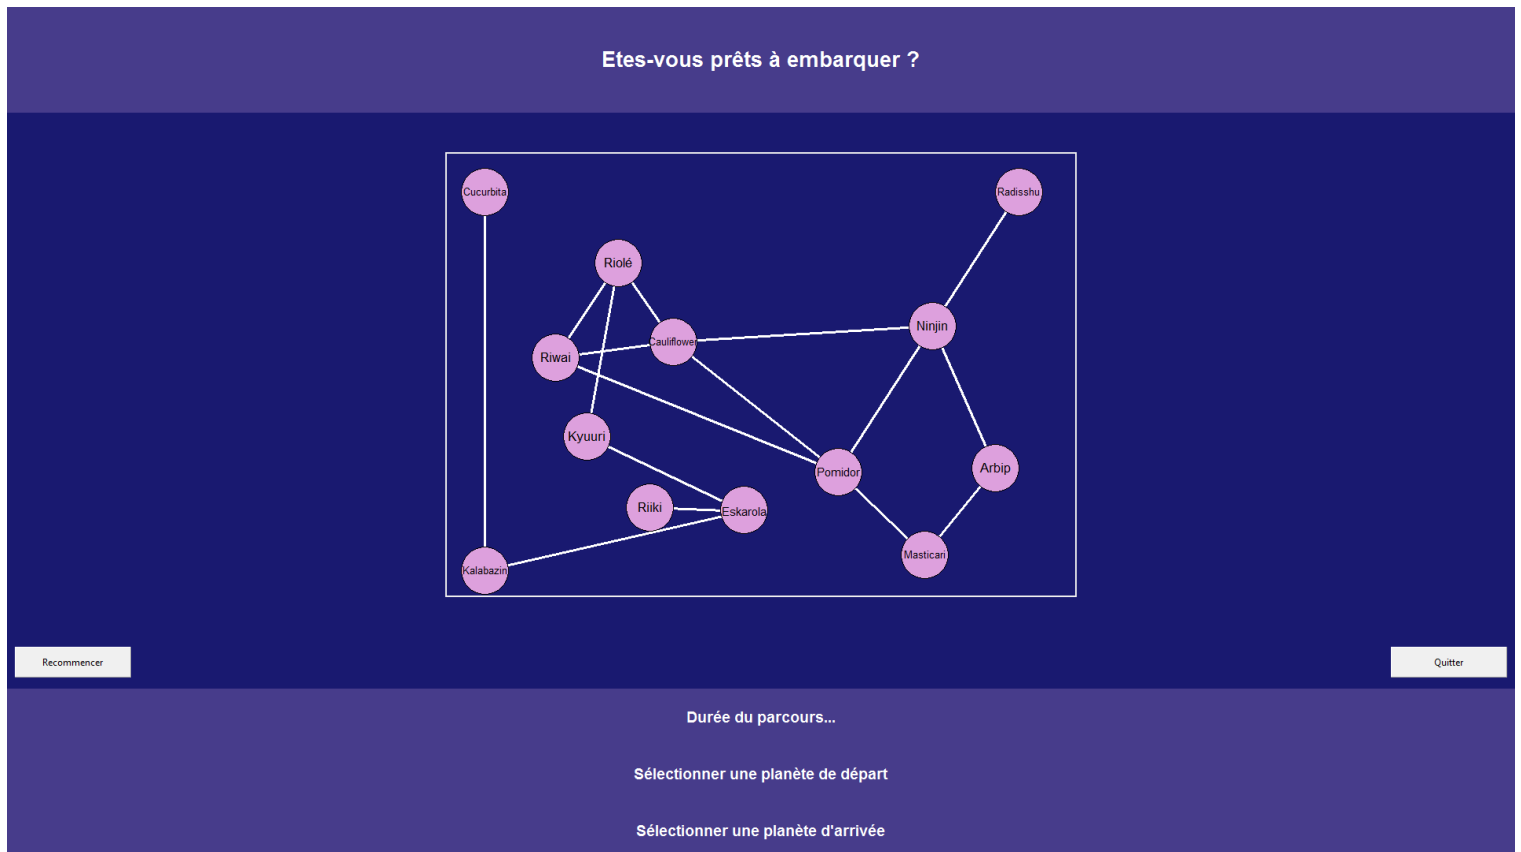 Etes-vous prêts à embarquer ?
Cucurbita
Radisshu
Riolé
Ninjin
Cauliflower
Riwai
Kyuuri
Arbip
Pomidor
Riiki
Eskarola
Masticari
Kalabazin
Recommencer
Quitter
Durée du parcours...
Sélectionner une planète de départ
Sélectionner une planète d'arrivée